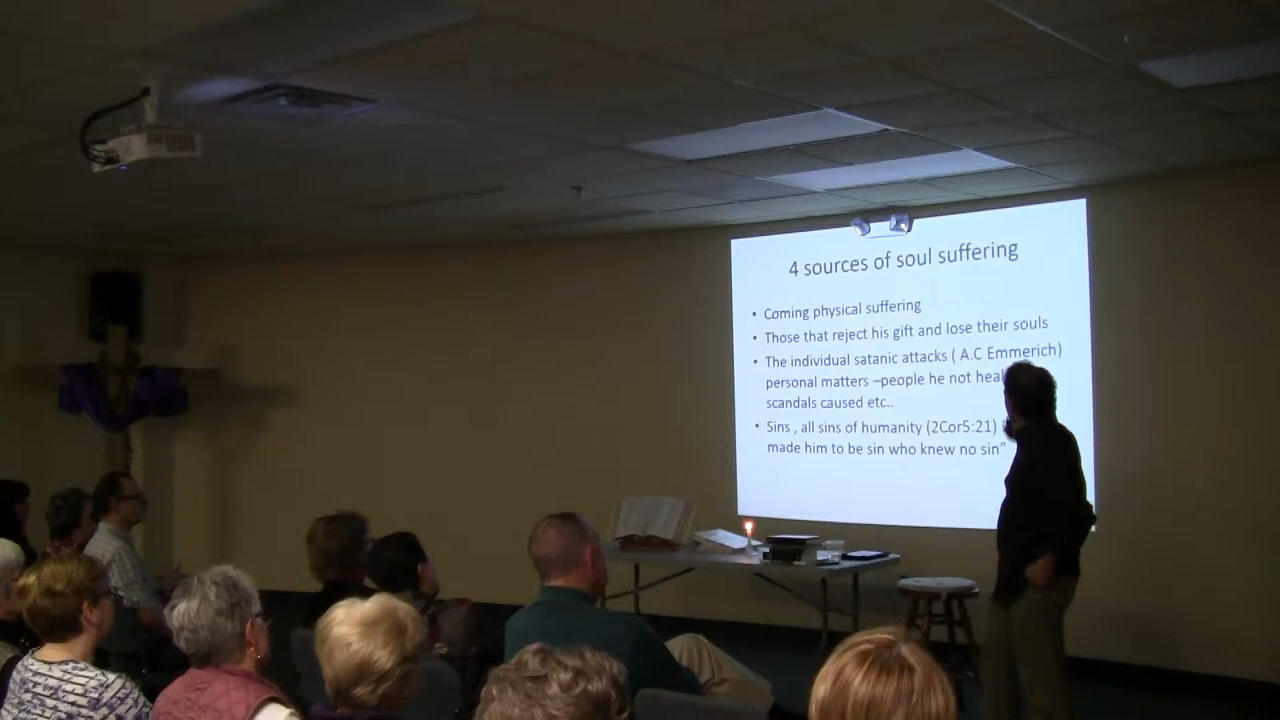 4 sources of soul suffering
• Coming physical suffering
• Those that reject his gift and lose their souls
• The individual satanic attacks ( A.C Emmerich)
personal matters –people he not
scandals caused etc..
• Sins , all sins of humanity (2Cor5:21)
made him to be sin who knew no sin”